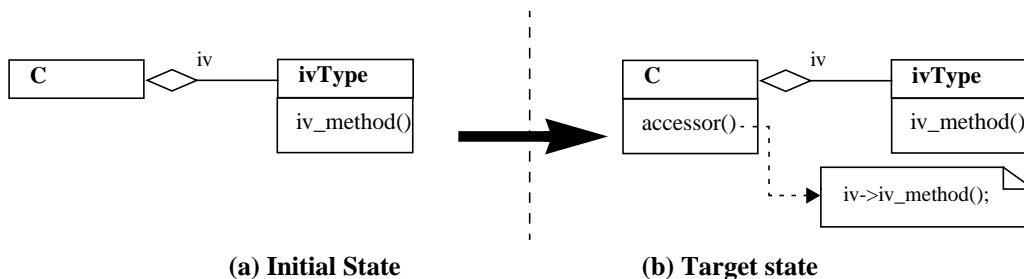 iv
C
ivType
iv_method()
iv
C
ivType
accessor()
iv_method()
iv->iv_method();
(a) Initial State
(b) Target state